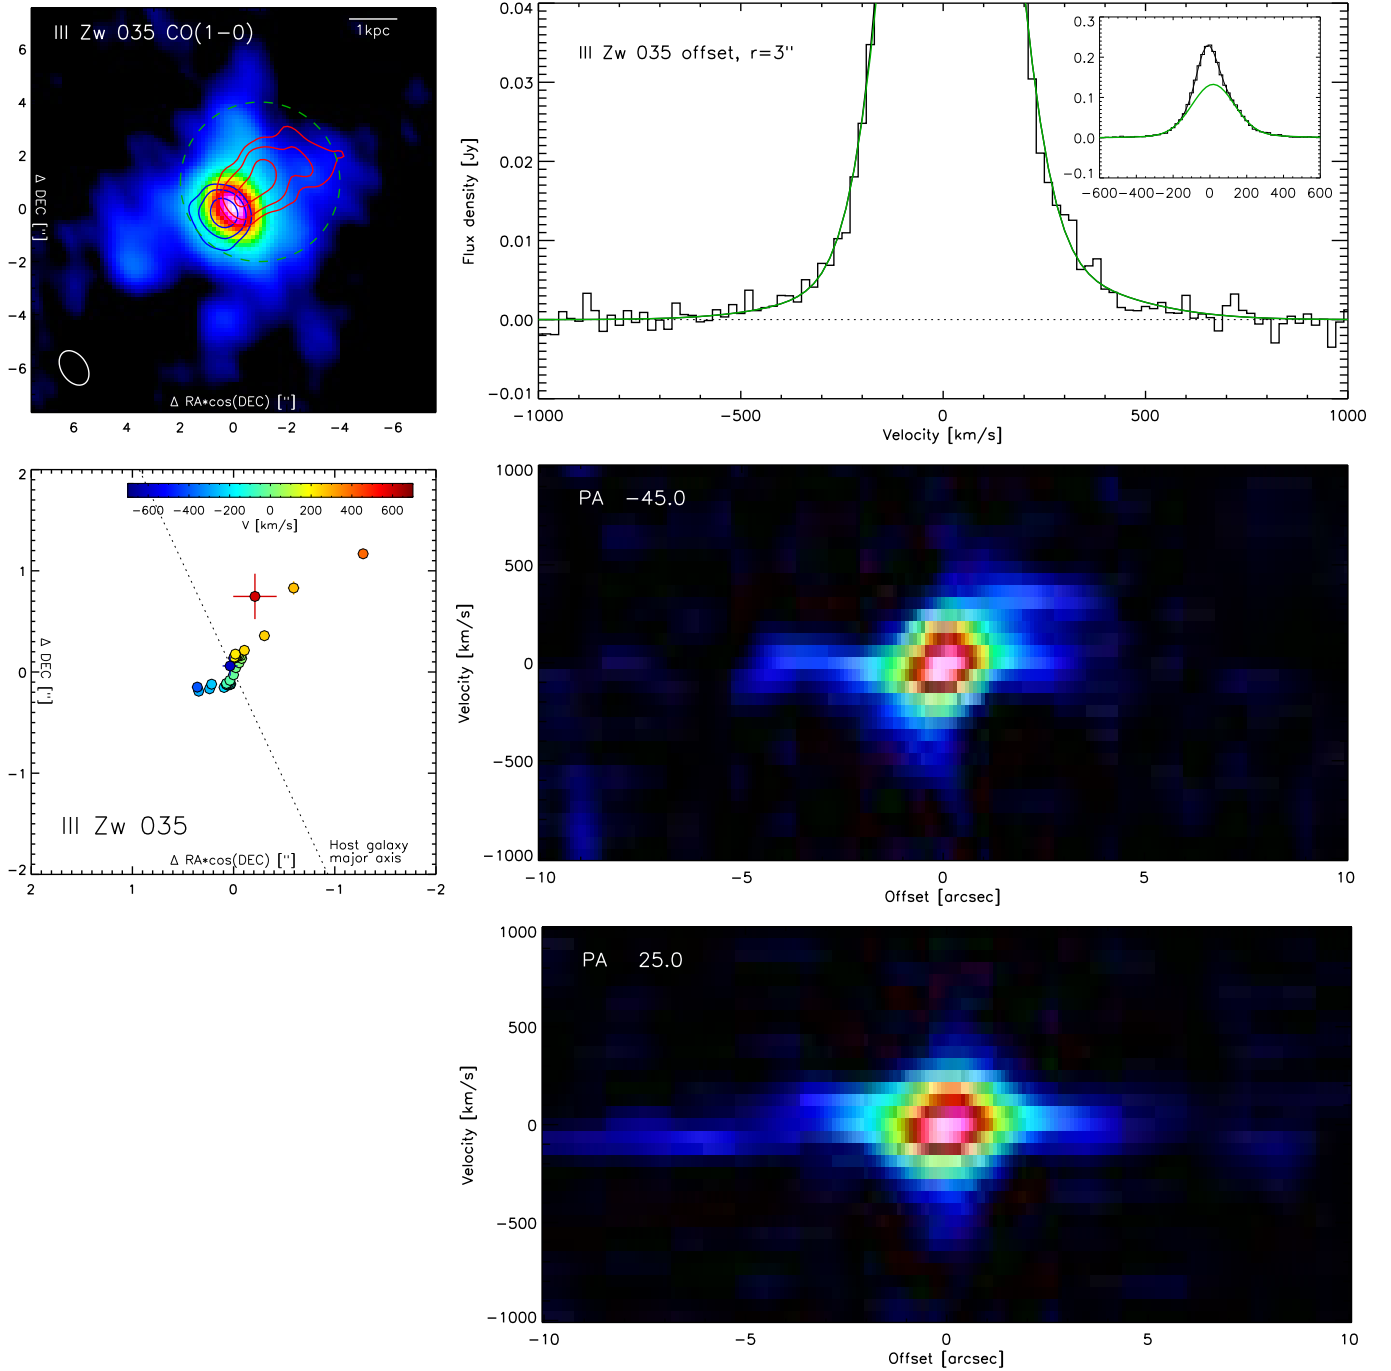 III Zw 035 CO(1-0)
1kpc
6
4
2
0
-2
-4
-6
Δ DEC ["]
Δ RA*cos(DEC) ["]
6 4 2 0 -2 -4 -6
III Zw 035 offset, r=3"
0.04
0.03
0.02
0.01
0.00
-0.01
Flux density [Jy]
-1000 -500 0 500 1000
Velocity [km/s]
0.3
0.2
0.1
0.0
-0.1
-600 -400 -200 0 200 400 600
2
1
0
-1
-2
-600 -400 -200 0 200 400 600
V [km/s]
Δ DEC ["]
III Zw 035
Host galaxy
major axis
Δ RA*cos(DEC) ["]
2 1 0 -1 -2
PA -45.0
1000
500
0
-500
-1000
Velocity [km/s]
-10 -5 0 5 10
Offset [arcsec]
PA 25.0
1000
500
0
-500
-1000
Velocity [km/s]
-10 -5 0 5 10
Offset [arcsec]